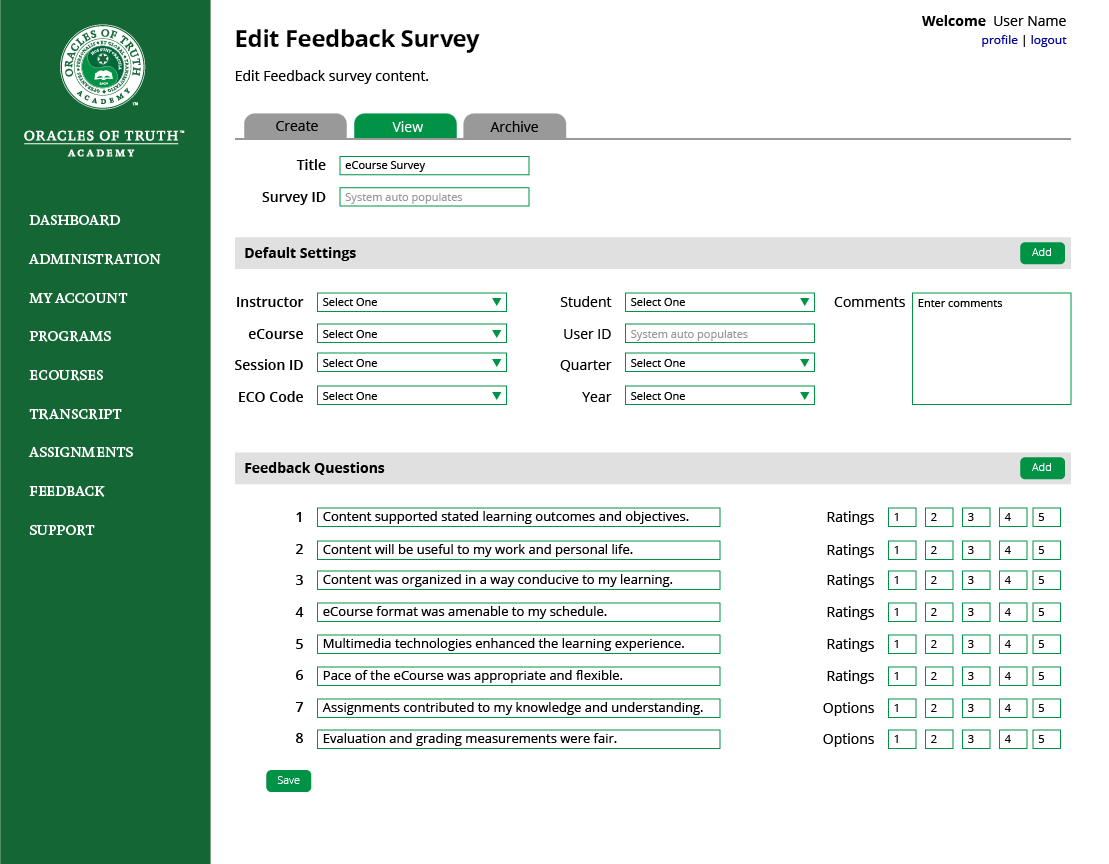 ORACLES OF TRUTH
ACADEMY
ORACLES OF TRUTH™
ACADEMY
DASHBOARD
ADMINISTRATION
MY ACCOUNT
PROGRAMS
ECOURSES
TRANSCRIPT
ASSIGNMENTS
FEEDBACK
SUPPORT
Welcome User Name
profile | logout
Edit Feedback Survey
Edit Feedback survey content.
Create View Archive
Title eCourse Survey
Survey ID System auto populates
Default Settings Add
Instructor Select One Student Select One Comments Enter comments
eCourse Select One User ID System auto populates
Session ID Select One Quarter Select One
ECO Code Select One Year Select One
Feedback Questions Add
1 Content supported stated learning outcomes and objectives. Ratings 1 2 3 4 5
2 Content will be useful to my work and personal life. Ratings 1 2 3 4 5
3 Content was organized in a way conducive to my learning. Ratings 1 2 3 4 5
4 eCourse format was amenable to my schedule. Ratings 1 2 3 4 5
5 Multimedia technologies enhanced the learning experience. Ratings 1 2 3 4 5
6 Pace of the eCourse was appropriate and flexible. Ratings 1 2 3 4 5
7 Assignments contributed to my knowledge and understanding. Options 1 2 3 4 5
8 Evaluation and grading measurements were fair. Options 1 2 3 4 5
Save